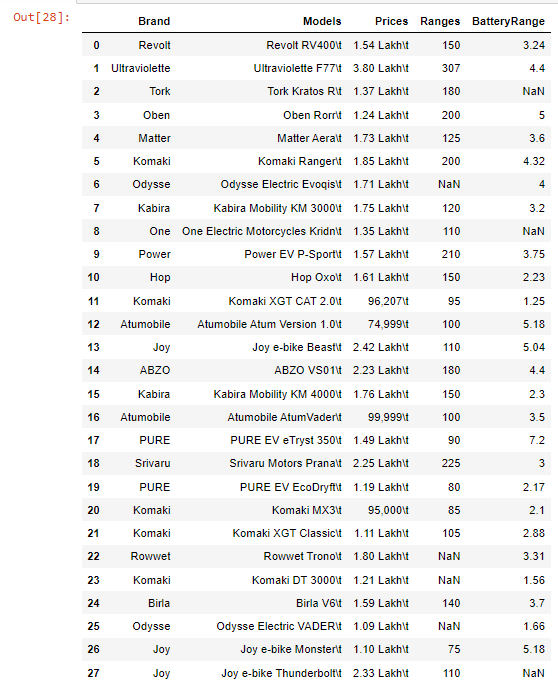 Out[28]:
Brand Models Prices Ranges BatteryRange
0 Revolt Revolt RV400\t 1.54 Lakh\t 150 3.24
1 Ultraviolette Ultraviolette F77\t 3.80 Lakh\t 307 4.4
2 Tork Tork Kratos R\t 1.37 Lakh\t 180 NaN
3 Oben Oben Rorr\t 1.24 Lakh\t 200 5
4 Matter Matter Aera\t 1.73 Lakh\t 125 3.6
5 Komaki Komaki Ranger\t 1.85 Lakh\t 200 4.32
6 Odysse Odysse Electric Evoqis\t 1.71 Lakh\t NaN 4
7 Kabira Kabira Mobility KM 3000\t 1.75 Lakh\t 120 3.2
8 One One Electric Motorcycles Kridn\t 1.35 Lakh\t 110 NaN
9 Power Power EV P-Sport\t 1.57 Lakh\t 210 3.75
10 Hop Hop Oxo\t 1.61 Lakh\t 150 2.23
11 Komaki Komaki XGT CAT 2.0\t 96,207\t 95 1.25
12 Atumobile Atumobile Atum Version 1.0\t 74,999\t 100 5.18
13 Joy Joy e-bike Beast\t 2.42 Lakh\t 110 5.04
14 ABZO ABZO VS01\t 2.23 Lakh\t 180 4.4
15 Kabira Kabira Mobility KM 4000\t 1.76 Lakh\t 150 2.3
16 Atumobile Atumobile AtumVader\t 99,999\t 100 3.5
17 PURE PURE EV eTryst 350\t 1.49 Lakh\t 90 7.2
18 Srivaru Srivaru Motors Prana\t 2.25 Lakh\t 225 3
19 PURE PURE EV EcoDryft\t 1.19 Lakh\t 80 2.17
20 Komaki Komaki MX3\t 95,000\t 85 2.1
21 Komaki Komaki XGT Classic\t 1.11 Lakh\t 105 2.88
22 Rowwet Rowwet Trono\t 1.80 Lakh\t NaN 3.31
23 Komaki Komaki DT 3000\t 1.21 Lakh\t NaN 1.56
24 Birla Birla V6\t 1.59 Lakh\t 140 3.7
25 Odysse Odysse Electric VADER\t 1.09 Lakh\t NaN 1.66
26 Joy Joy e-bike Monster\t 1.10 Lakh\t 75 5.18
27 Joy Joy e-bike Thunderbolt\t 2.33 Lakh\t 110 NaN